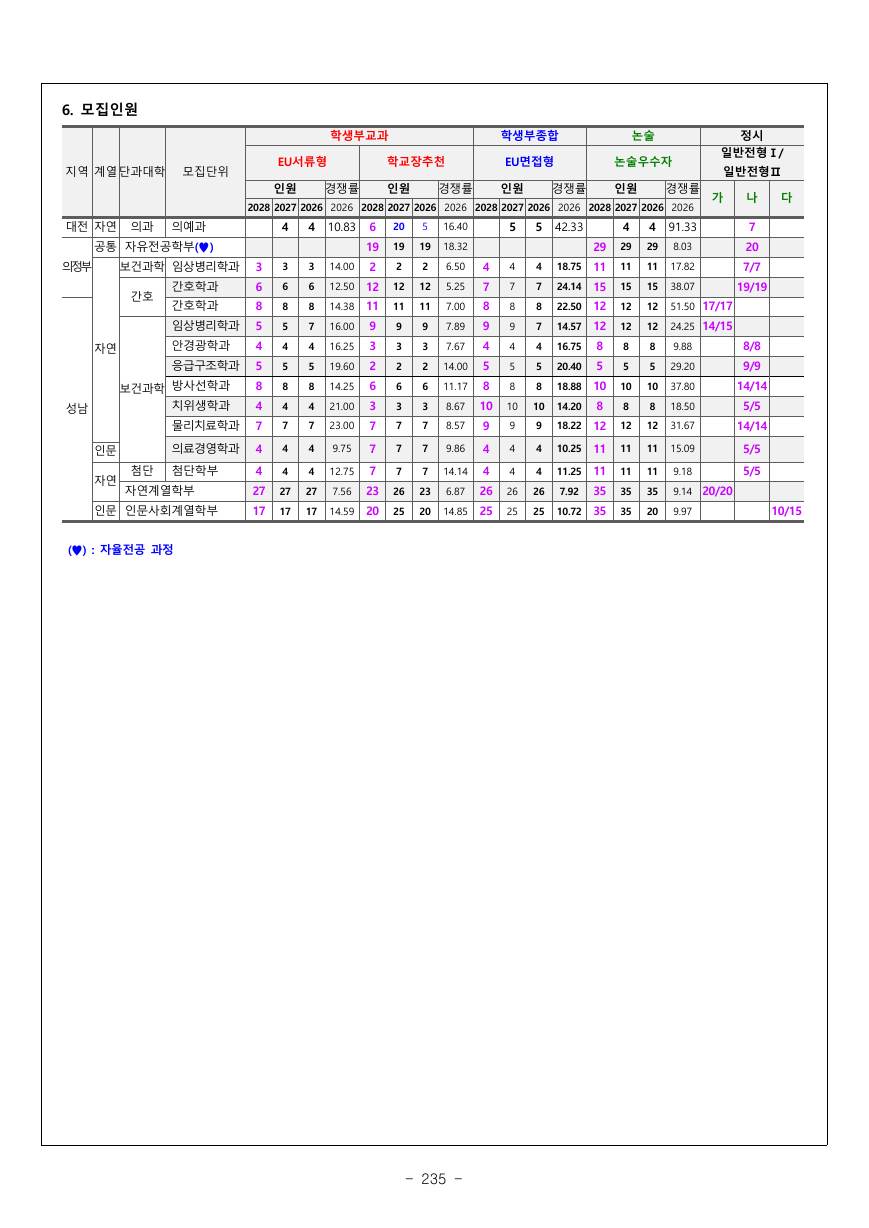 6. 모집인원
지역 계열 단과대학 모집단위 학생부교과 학생부종합 논술 정시
EU서류형 학교장추천 EU면접형 논술우수자 일반전형Ⅰ/
일반전형Ⅱ
인원 경쟁률 인원 경쟁률 인원 경쟁률 인원 경쟁률 가 나 다
2028 2027 2026 2026 2028 2027 2026 2026 2028 2027 2026 2026 2028 2027 2026 2026
대전 자연 의과 의예과 4 4 10.83 6 20 5 16.40 5 5 42.33 4 4 91.33 7
의정부 공통 자유전공학부(♥) 19 19 19 18.32 29 29 29 8.03 20
자연 보건과학 임상병리학과 3 3 3 14.00 2 2 2 6.50 4 4 4 18.75 11 11 11 17.82 7/7
간호 간호학과 6 6 6 12.50 12 12 12 5.25 7 7 7 24.14 15 15 15 38.07 19/19
성남 간호학과 8 8 8 14.38 11 11 11 7.00 8 8 8 22.50 12 12 12 51.50 17/17
보건과학 임상병리학과 5 5 7 16.00 9 9 9 7.89 9 9 7 14.57 12 12 12 24.25 14/15
안경광학과 4 4 4 16.25 3 3 3 7.67 4 4 4 16.75 8 8 8 9.88 8/8
응급구조학과 5 5 5 19.60 2 2 2 14.00 5 5 5 20.40 5 5 5 29.20 9/9
방사선학과 8 8 8 14.25 6 6 6 11.17 8 8 8 18.88 10 10 10 37.80 14/14
치위생학과 4 4 4 21.00 3 3 3 8.67 10 10 10 14.20 8 8 8 18.50 5/5
물리치료학과 7 7 7 23.00 7 7 7 8.57 9 9 9 18.22 12 12 12 31.67 14/14
인문 의료경영학과 4 4 4 9.75 7 7 7 9.86 4 4 4 10.25 11 11 11 15.09 5/5
자연 첨단 첨단학부 4 4 4 12.75 7 7 7 14.14 4 4 4 11.25 11 11 11 9.18 5/5
자연계열학부 27 27 27 7.56 23 26 23 6.87 26 26 26 7.92 35 35 35 9.14 20/20
인문 인문사회계열학부 17 17 17 14.59 20 25 20 14.85 25 25 25 10.72 35 35 20 9.97 10/15
(♥) : 자율전공 과정
- 235 -